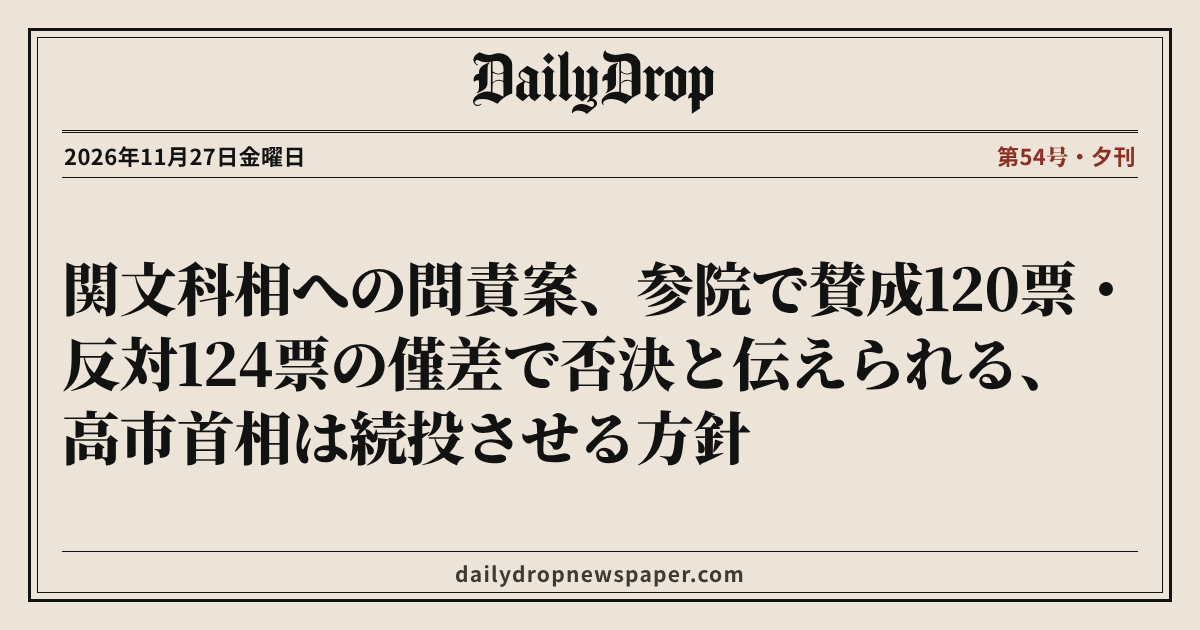 DailyDrop
2026年11月27日金曜日
第54号・夕刊
関文科相への問責案、参院で賛成120票・
反対124票の僅差で否決と伝えられる、
高市首相は続投させる方針
dailydropnewspaper.com